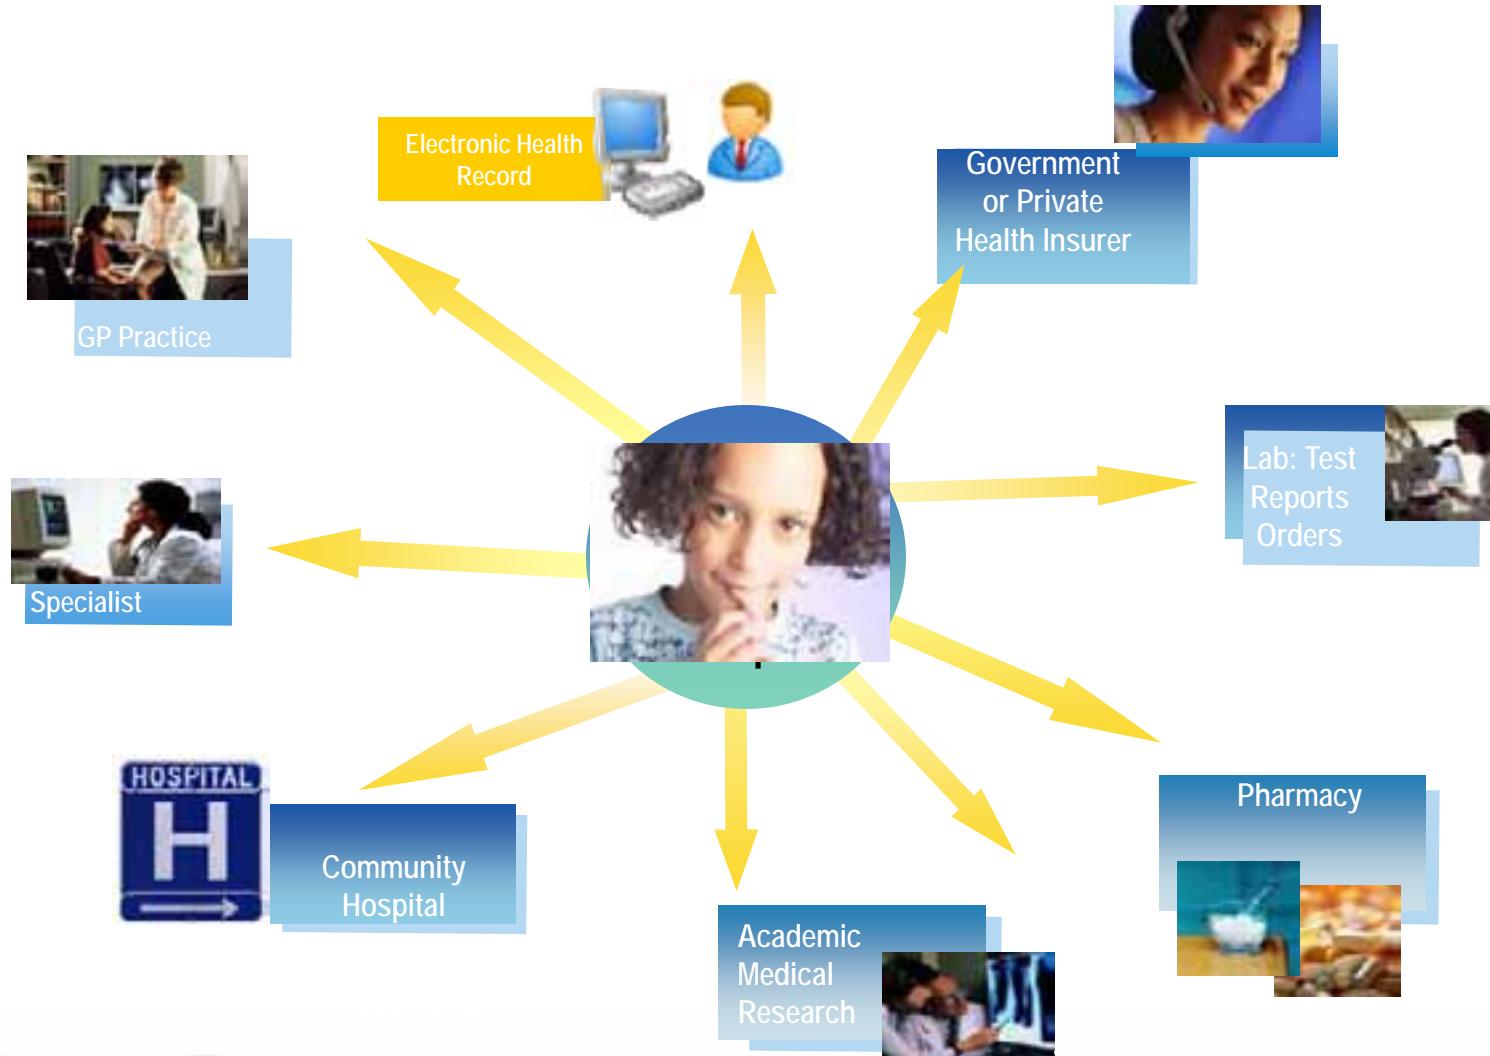 Electronic Health
Record
Government
or Private
Health Insurer
GP Practice
Lab: Test
Reports
Orders
Specialist
HOSPITAL
H
Community
Hospital
Pharmacy
Academic
Medical
Research